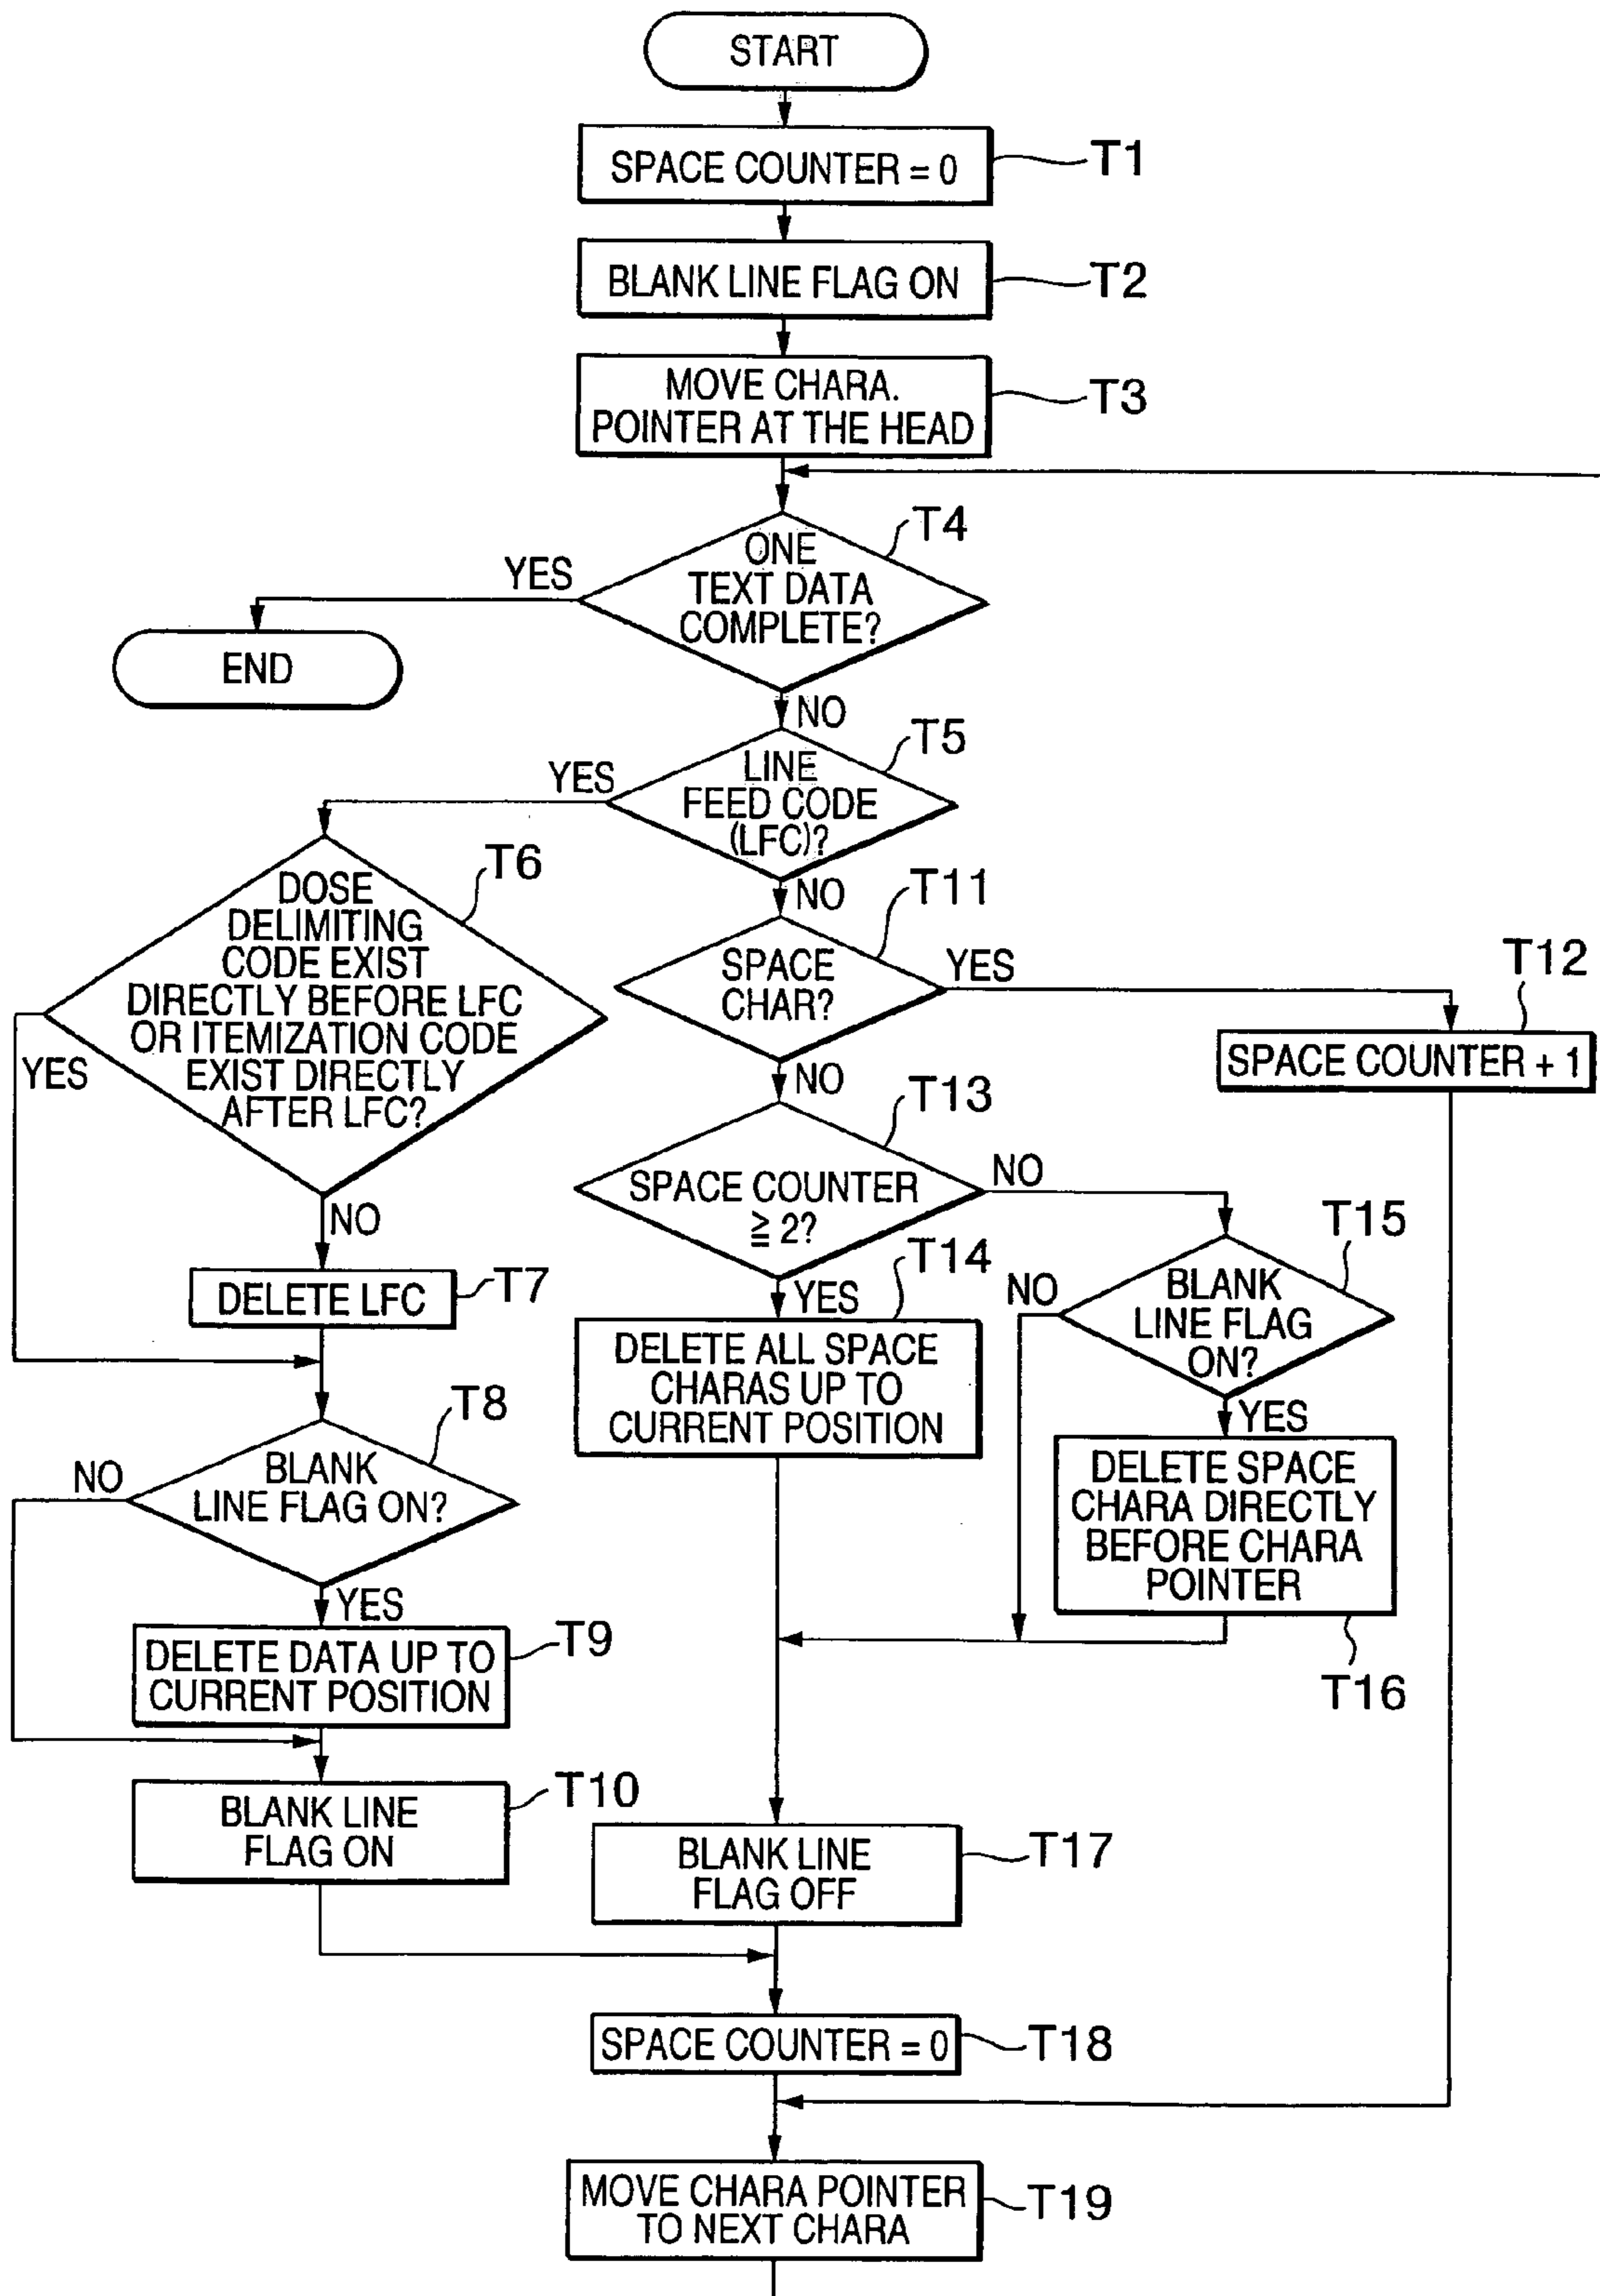 START
SPACE COUNTER = 0
T1
BLANK LINE FLAG ON
T2
MOVE CHARA.
POINTER AT THE HEAD
T3
T4
ONE
TEXT DATA
COMPLETE?
YES
END
NO
T5
LINE
FEED CODE
(LFC)?
YES
NO
T6
DOSE
DELIMITING
CODE EXIST
DIRECTLY BEFORE LFC
OR ITEMIZATION CODE
EXIST DIRECTLY
AFTER LFC?
YES
NO
DELETE LFC
T7
T8
BLANK
LINE FLAG ON?
NO
YES
DELETE DATA UP TO
CURRENT POSITION
T9
BLANK LINE
FLAG ON
T10
T11
SPACE
CHAR?
YES
NO
T12
SPACE COUNTER + 1
T13
SPACE COUNTER
≧ 2?
NO
YES
T14
DELETE ALL SPACE
CHARAS UP TO
CURRENT POSITION
T15
BLANK
LINE FLAG
ON?
NO
YES
DELETE SPACE
CHARA DIRECTLY
BEFORE CHARA
POINTER
T16
BLANK LINE
FLAG OFF
T17
SPACE COUNTER = 0
T18
MOVE CHARA POINTER
TO NEXT CHARA
T19